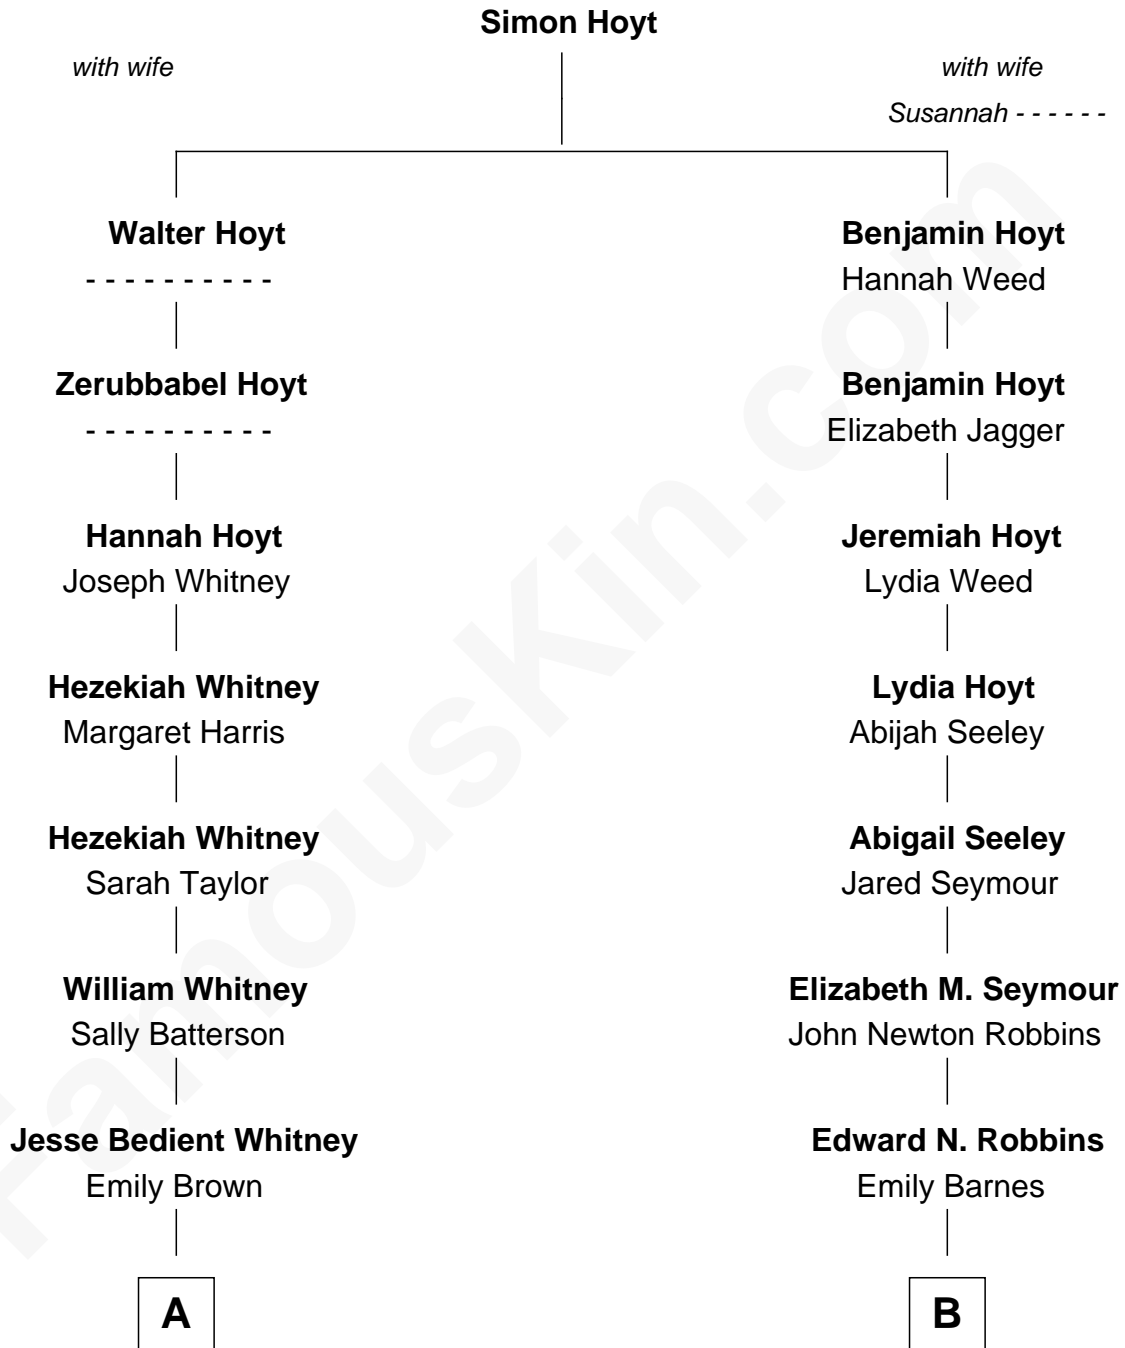 Simon Hoyt
with wife
with wife
Susannah - - - - - -
Walter Hoyt
- - - - - - - - - -
Benjamin Hoyt
Hannah Weed
Zerubbabel Hoyt
- - - - - - - - - -
Benjamin Hoyt
Elizabeth Jagger
Hannah Hoyt
Joseph Whitney
Jeremiah Hoyt
Lydia Weed
Hezekiah Whitney
Margaret Harris
Lydia Hoyt
Abijah Seeley
Hezekiah Whitney
Sarah Taylor
Abigail Seeley
Jared Seymour
William Whitney
Sally Batterson
Elizabeth M. Seymour
John Newton Robbins
Jesse Bedient Whitney
Emily Brown
Edward N. Robbins
Emily Barnes
A
B
FamousKin.com